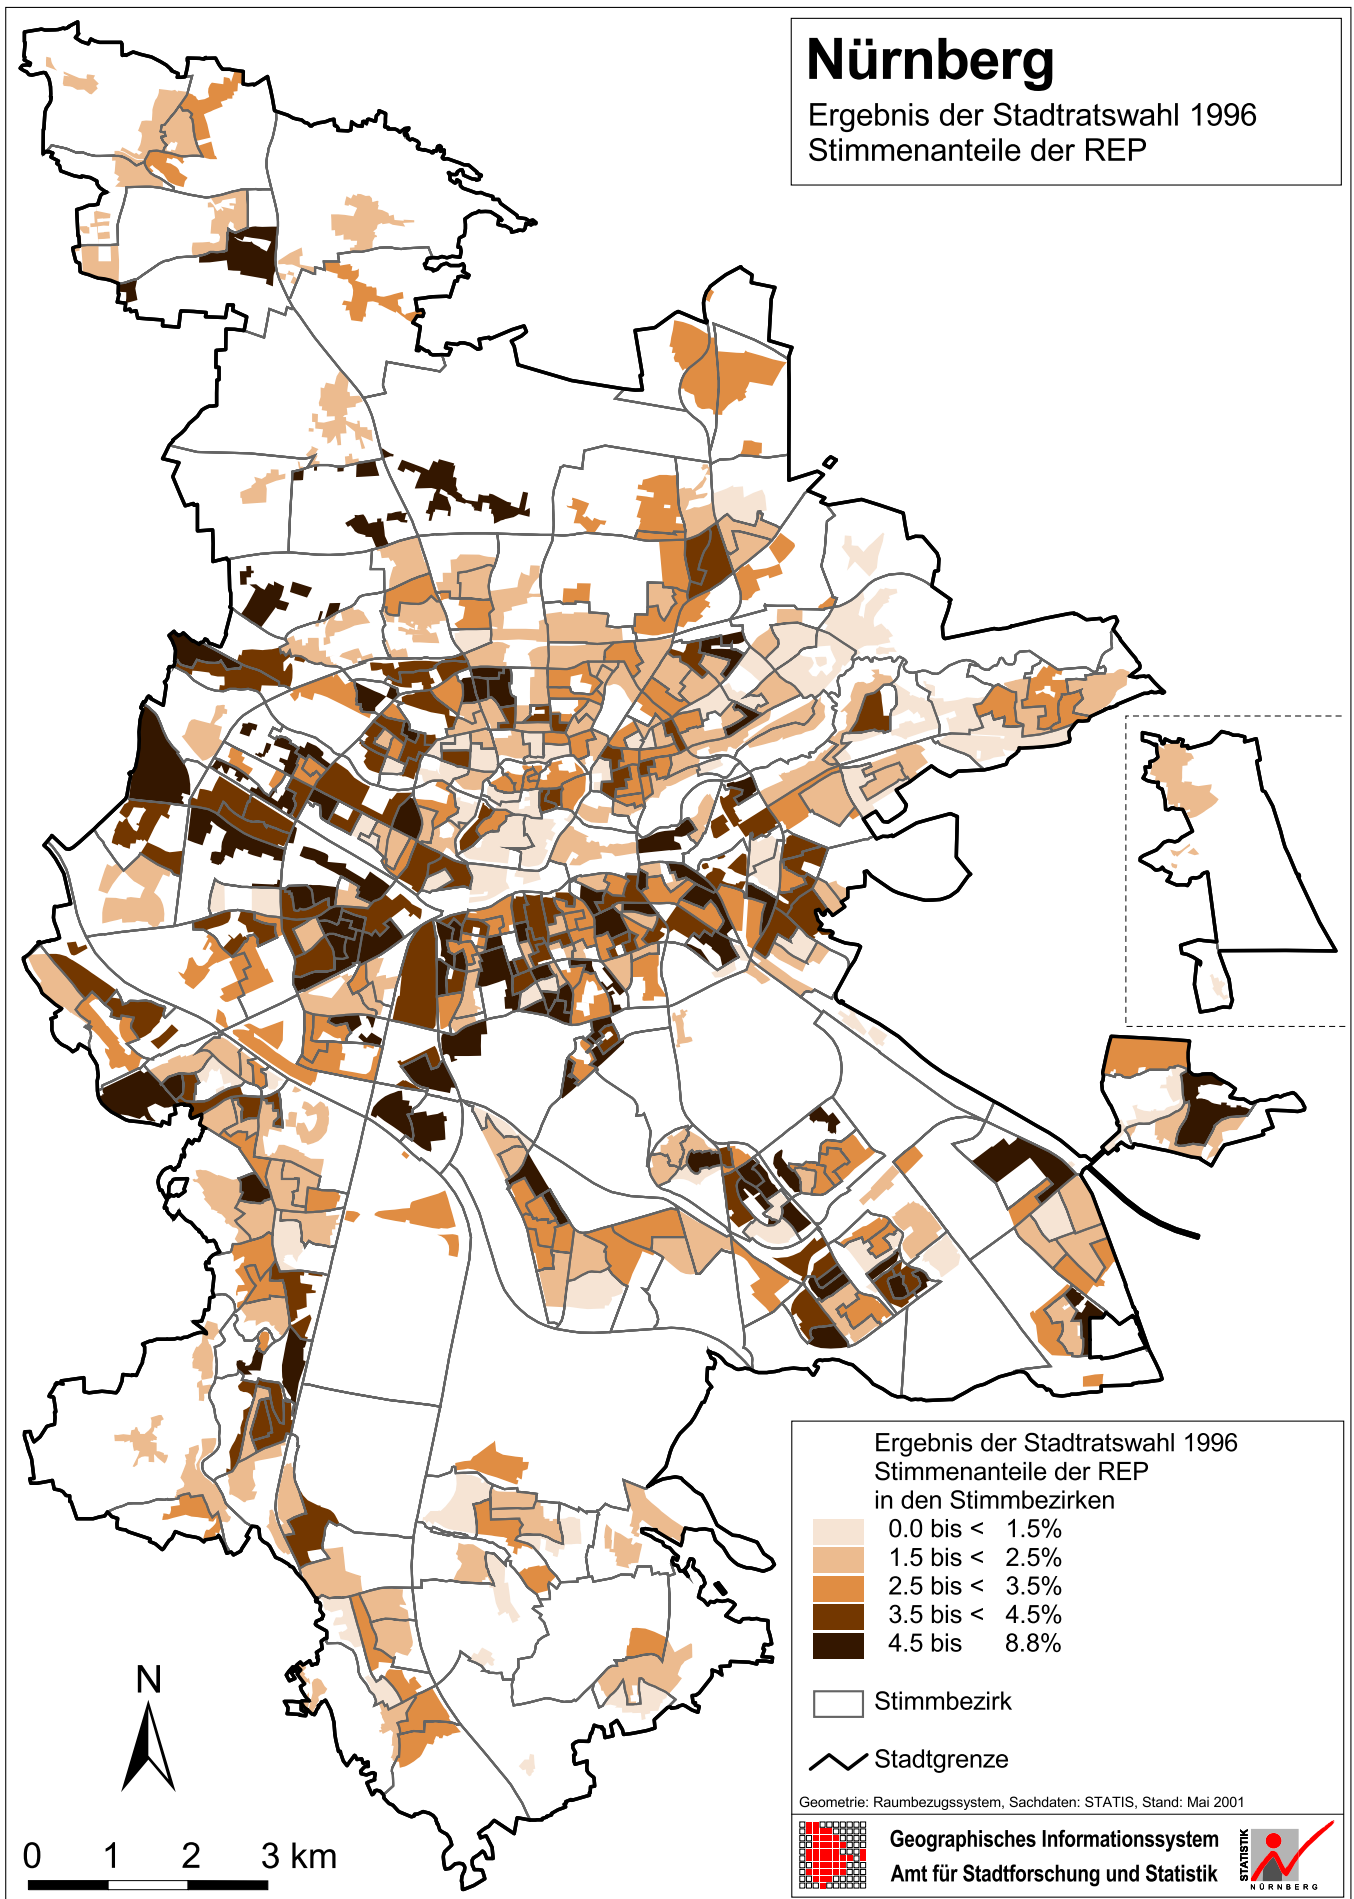 Nürnberg
Ergebnis der Stadtratswahl 1996
Stimmenanteile der REP
Ergebnis der Stadtratswahl 1996
Stimmenanteile der REP
in den Stimmbezirken
0.0 bis < 1.5%
1.5 bis < 2.5%
2.5 bis < 3.5%
3.5 bis < 4.5%
4.5 bis 8.8%
Stimmbezirk
Stadtgrenze
Geometrie: Raumbezugssystem, Sachdaten: STATIS, Stand: Mai 2001
Geographisches Informationssystem
Amt für Stadtforschung und Statistik
STATISTIK
NÜRNBERG
N
0 1 2 3 km